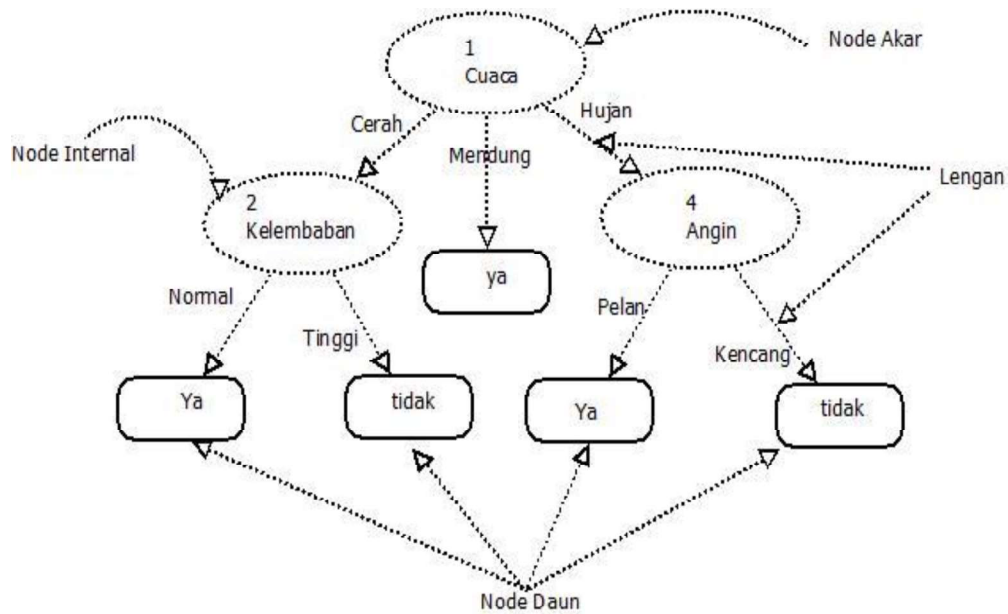 1
Cuaca
Node Akar
Cerah
Mendung
Hujan
Node Internal
Lengan
2
Kelembaban
4
Angin
ya
Normal
Tinggi
Pelan
Kencang
Ya
tidak
Ya
tidak
Node Daun